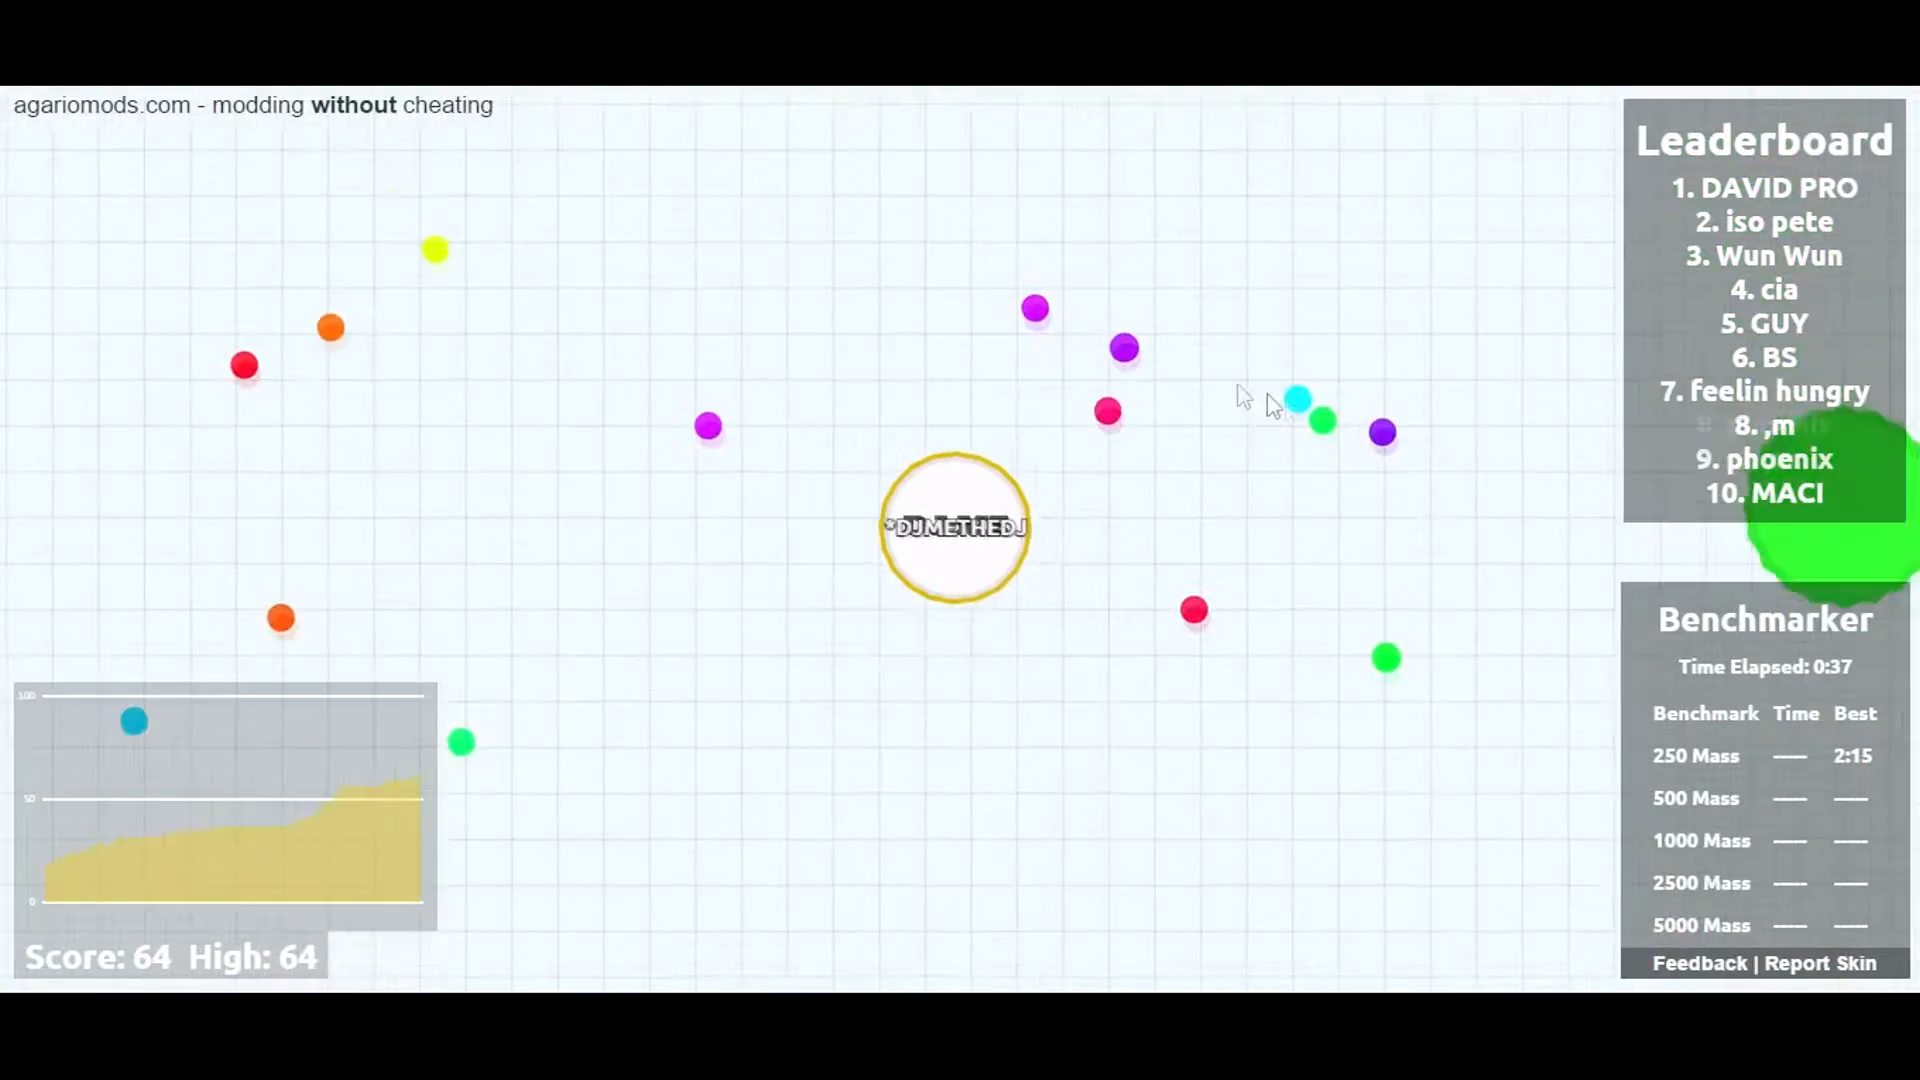 agariomods.com - modding without cheating
Leaderboard
1. DAVID PRO
2. iso pete
3. Wun Wun
4. cia
5. GUY
6. BS
7. feelin hungry
8. ,m
9. phoenix
10. MACI
*DJMETHEDJ
Benchmarker
Time Elapsed: 0:37
Benchmark Time Best
250 Mass —— 2:15
500 Mass —— ——
1000 Mass —— ——
2500 Mass —— ——
5000 Mass —— ——
Feedback | Report Skin
100
50
0
Score: 64 High: 64